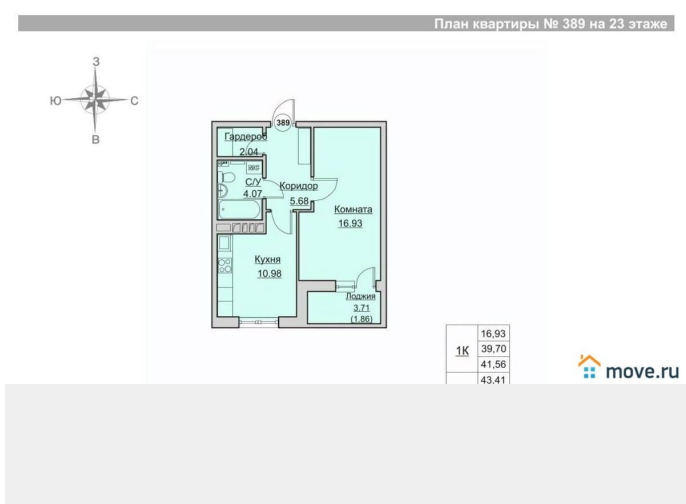 План квартиры № 389 на 23 этаже
З
Ю С
В
389
Гардероб
2.04
С/У
4.07
Коридор
5.68
Комната
16.93
Кухня
10.98
Лоджия
3.71
(1.86)
16,93
1К 39,70
41,56
43,41
move.ru